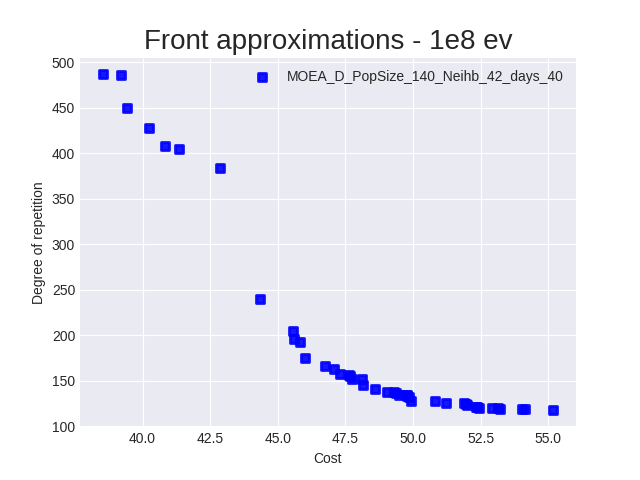 Front approximations - 1e8 ev
MOEA_D_PopSize_140_Neihb_42_days_40
Degree of repetition
500
450
400
350
300
250
200
150
100
40.0 42.5 45.0 47.5 50.0 52.5 55.0
Cost